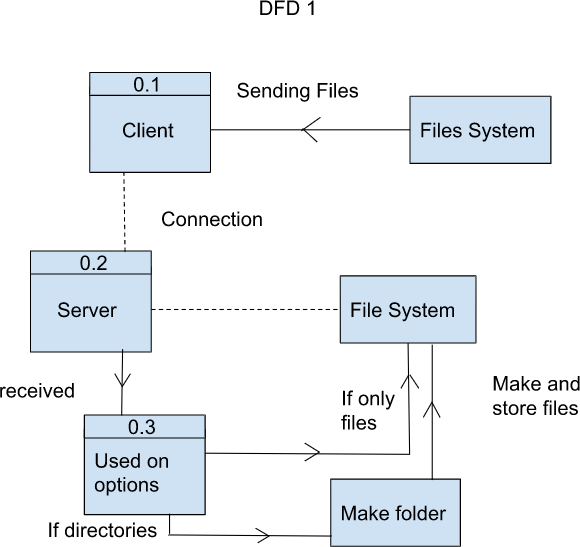 DFD 1
0.1
Client
Sending Files
Files System
Connection
0.2
Server
File System
received
If only
files
Make and
store files
0.3
Used on
options
If directories
Make folder